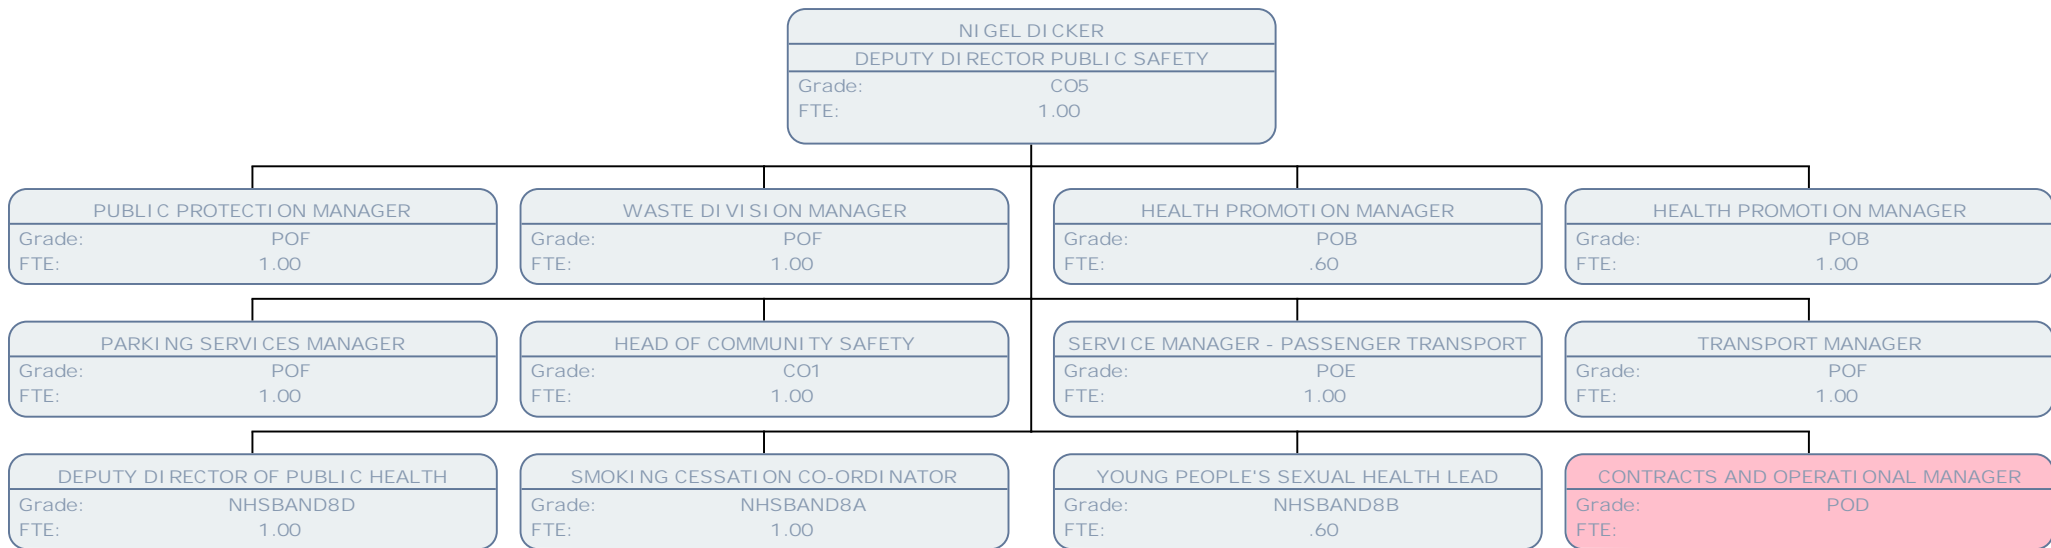 NIGEL DICKER
DEPUTY DIRECTOR PUBLIC SAFETY
Grade: CO5
FTE: 1.00
PUBLIC PROTECTION MANAGER
Grade: POF
FTE: 1.00
WASTE DIVISION MANAGER
Grade: POF
FTE: 1.00
HEALTH PROMOTION MANAGER
Grade: POB
FTE: .60
HEALTH PROMOTION MANAGER
Grade: POB
FTE: 1.00
PARKING SERVICES MANAGER
Grade: POF
FTE: 1.00
HEAD OF COMMUNITY SAFETY
Grade: CO1
FTE: 1.00
SERVICE MANAGER - PASSENGER TRANSPORT
Grade: POE
FTE: 1.00
TRANSPORT MANAGER
Grade: POF
FTE: 1.00
DEPUTY DIRECTOR OF PUBLIC HEALTH
Grade: NHSBAND8D
FTE: 1.00
SMOKING CESSATION CO-ORDINATOR
Grade: NHSBAND8A
FTE: 1.00
YOUNG PEOPLE'S SEXUAL HEALTH LEAD
Grade: NHSBAND8B
FTE: .60
CONTRACTS AND OPERATIONAL MANAGER
Grade: POD
FTE: